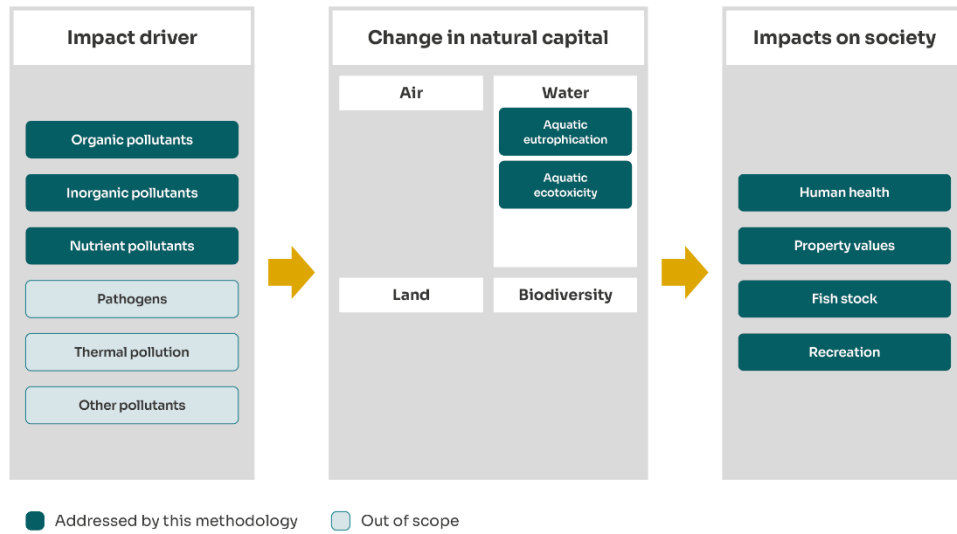 Impact driver
Organic pollutants
Inorganic pollutants
Nutrient pollutants
Pathogens
Thermal pollution
Other pollutants
Change in natural capital
Air
Water
Aquatic
eutrophication
Aquatic
ecotoxicity
Land
Biodiversity
Impacts on society
Human health
Property values
Fish stock
Recreation
Addressed by this methodology
Out of scope